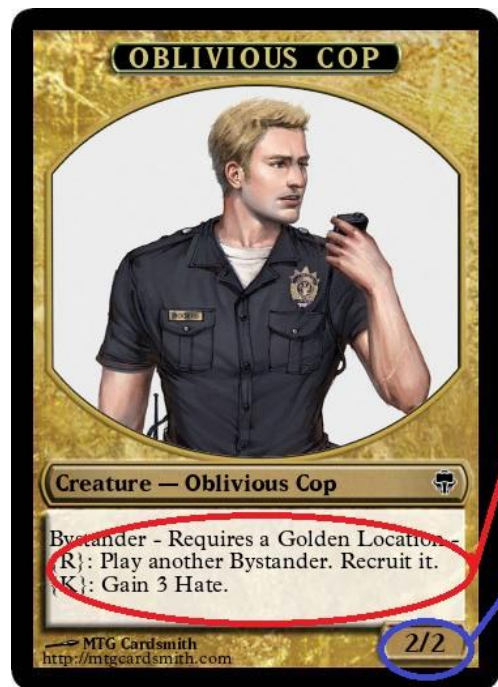 OBLIVIOUS COP
Creature — Oblivious Cop
Bystander - Requires a Golden Location -
{R}: Play another Bystander. Recruit it.
{K}: Gain 3 Hate.
MTG Cardsmith
http://mtgcardsmith.com
2/2